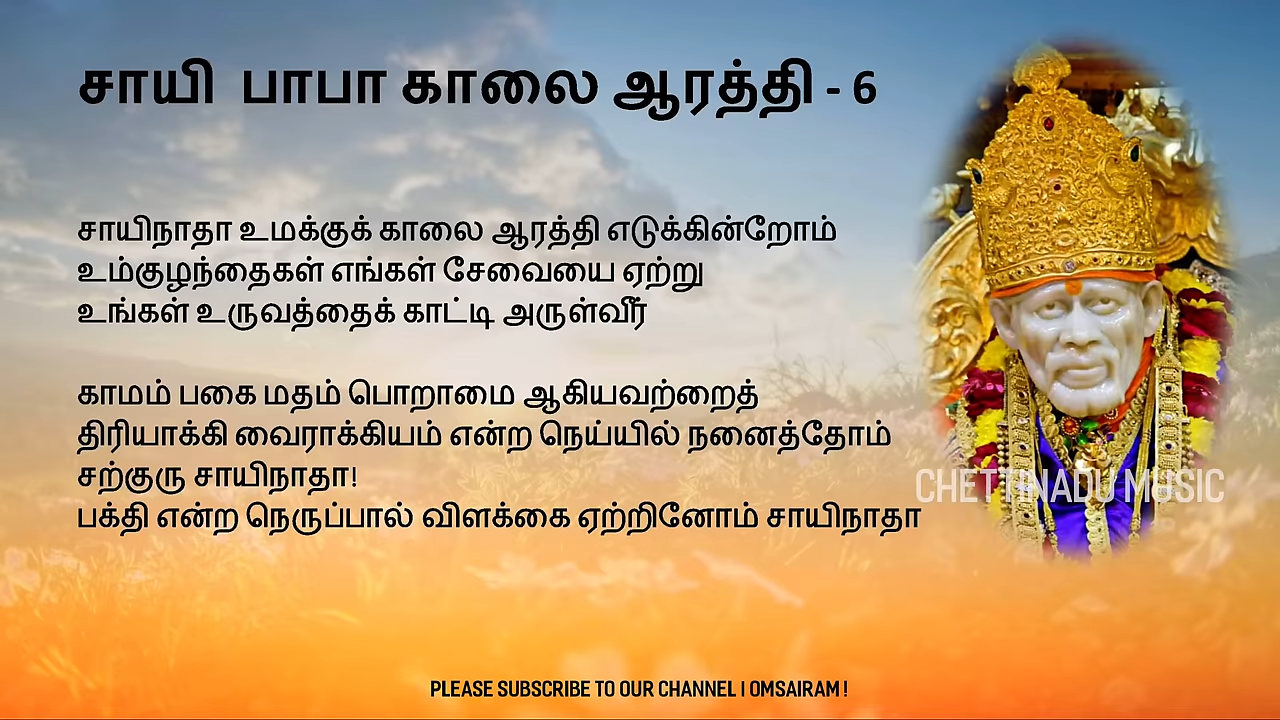 சாயி பாபா காலை ஆரத்தி - 6
சாயிநாதா உமக்குக் காலை ஆரத்தி எடுக்கின்றோம்
உம்குழந்தைகள் எங்கள் சேவையை ஏற்று
உங்கள் உருவத்தைக் காட்டி அருள்வீர்
காமம் பகை மதம் பொறாமை ஆகியவற்றைத்
திரியாக்கி வைராக்கியம் என்ற நெய்யில் நனைத்தோம்
சற்குரு சாயிநாதா!
பக்தி என்ற நெருப்பால் விளக்கை ஏற்றினோம் சாயிநாதா
CHETTINADU MUSIC
PLEASE SUBSCRIBE TO OUR CHANNEL I OMSAIRAM !